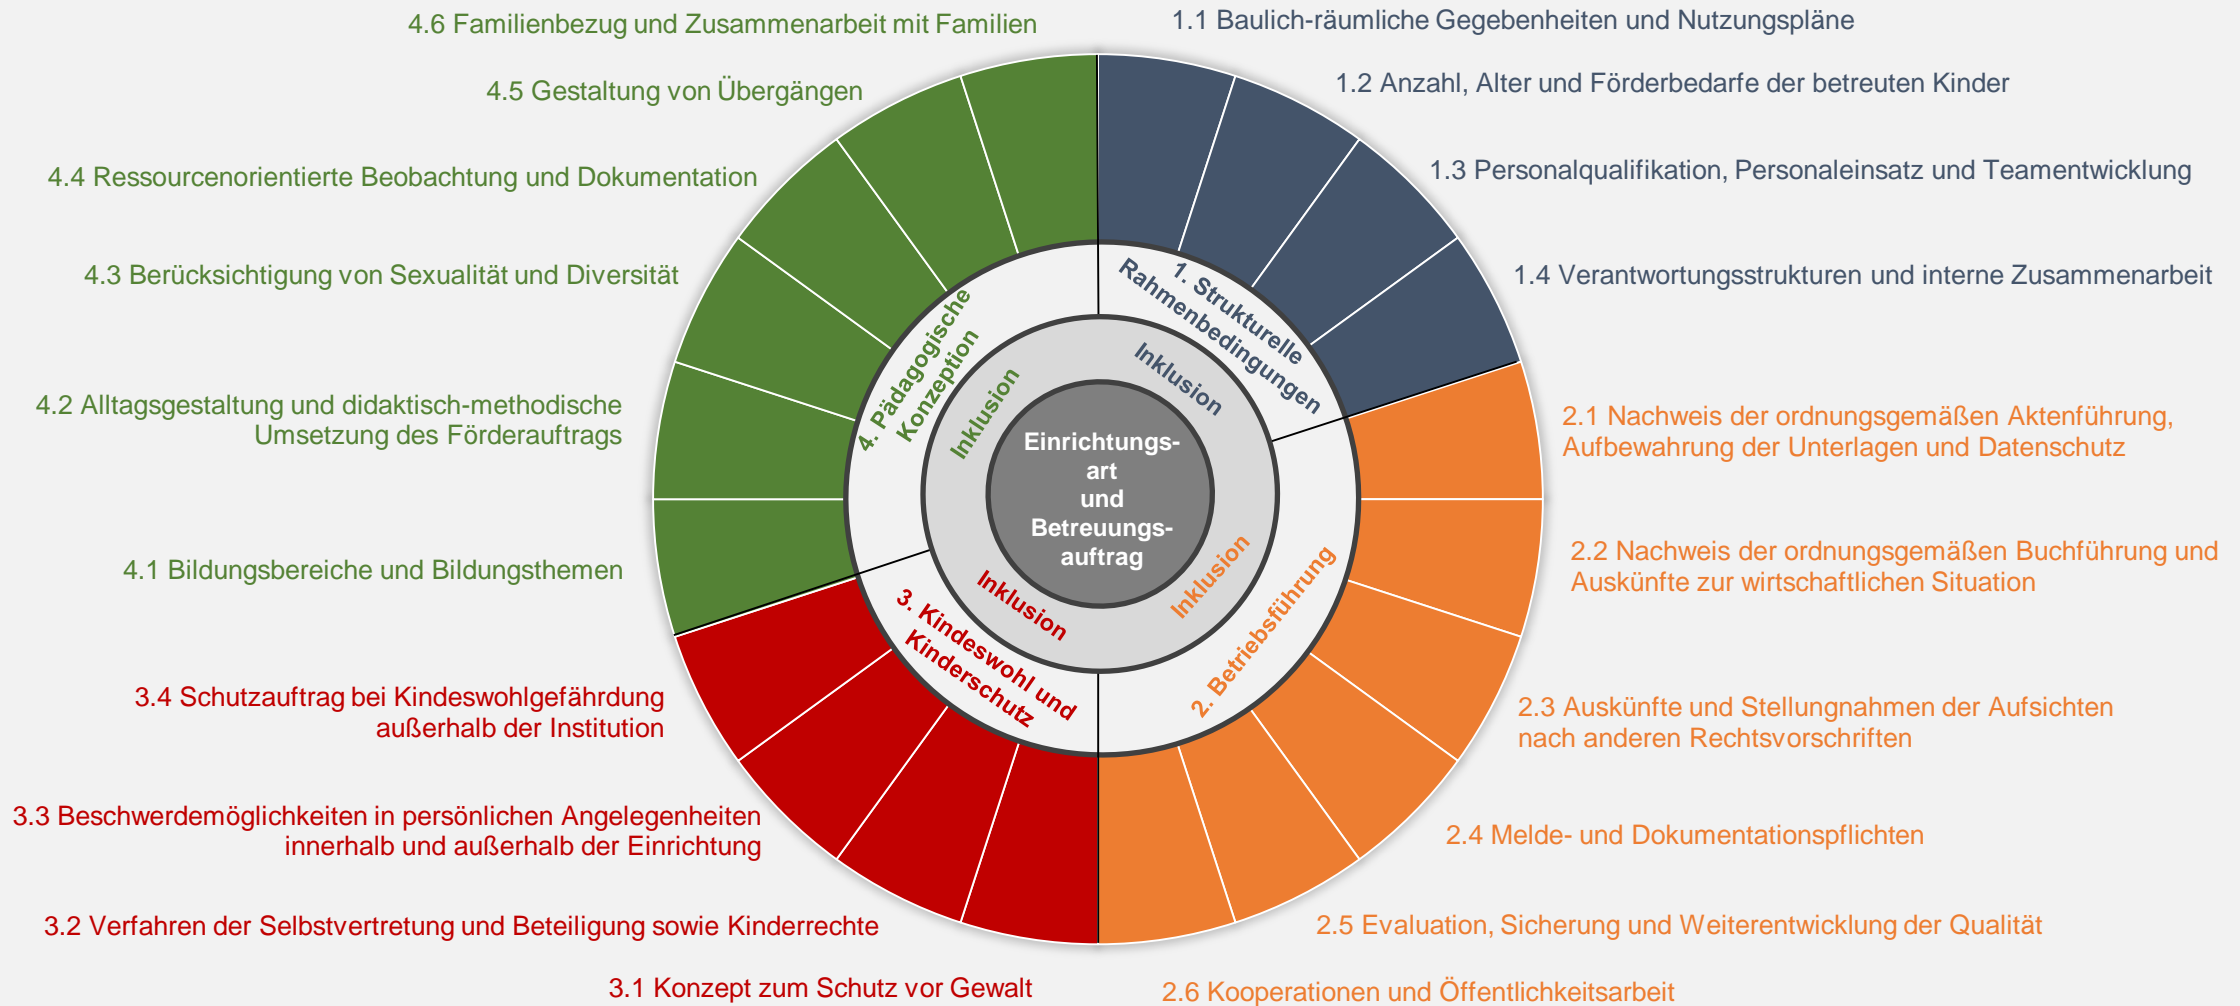 1.1 Baulich-räumliche Gegebenheiten und Nutzungspläne
1.2 Anzahl, Alter und Förderbedarfe der betreuten Kinder
1.3 Personalqualifikation, Personaleinsatz und Teamentwicklung
1.4 Verantwortungsstrukturen und interne Zusammenarbeit
2.1 Nachweis der ordnungsgemäßen Aktenführung,
Aufbewahrung der Unterlagen und Datenschutz
2.2 Nachweis der ordnungsgemäßen Buchführung und
Auskünfte zur wirtschaftlichen Situation
2.3 Auskünfte und Stellungnahmen der Aufsichten
nach anderen Rechtsvorschriften
2.4 Melde- und Dokumentationspflichten
2.5 Evaluation, Sicherung und Weiterentwicklung der Qualität
2.6 Kooperationen und Öffentlichkeitsarbeit
3.1 Konzept zum Schutz vor Gewalt
3.2 Verfahren der Selbstvertretung und Beteiligung sowie Kinderrechte
3.3 Beschwerdemöglichkeiten in persönlichen Angelegenheiten
innerhalb und außerhalb der Einrichtung
3.4 Schutzauftrag bei Kindeswohlgefährdung
außerhalb der Institution
4.1 Bildungsbereiche und Bildungsthemen
4.2 Alltagsgestaltung und didaktisch-methodische
Umsetzung des Förderauftrags
4.3 Berücksichtigung von Sexualität und Diversität
4.4 Ressourcenorientierte Beobachtung und Dokumentation
4.5 Gestaltung von Übergängen
4.6 Familienbezug und Zusammenarbeit mit Familien
1. Strukturelle
Rahmenbedingungen
2. Betriebsführung
3. Kindeswohl und
Kinderschutz
4. Pädagogische
Konzeption
Inklusion
Inklusion
Inklusion
Inklusion
Einrichtungs-
art
und
Betreuungs-
auftrag